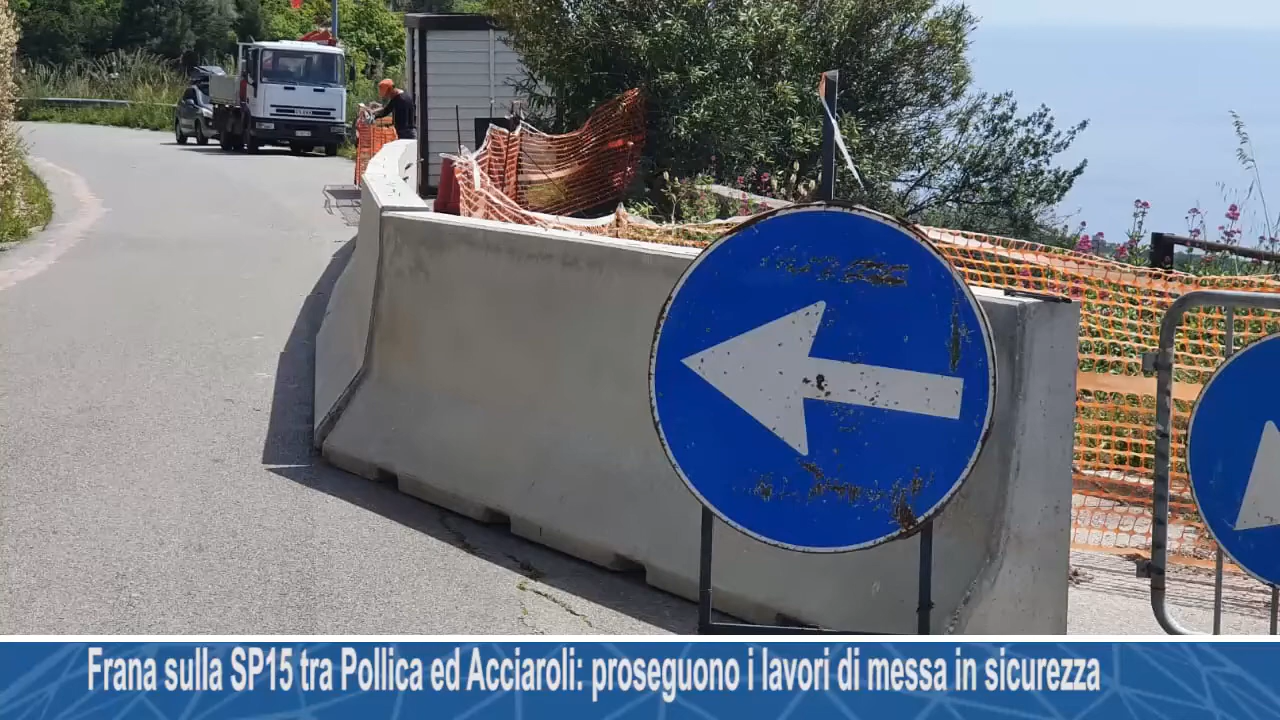 Frana sulla SP15 tra Pollica ed Acciaroli: proseguono i lavori di messa in sicurezza